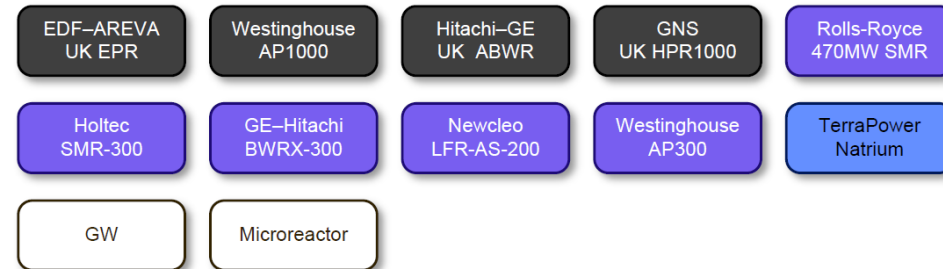 EDF–AREVA
UK EPR
Westinghouse
AP1000
Hitachi–GE
UK ABWR
GNS
UK HPR1000
Rolls-Royce
470MW SMR
Holtec
SMR-300
GE–Hitachi
BWRX-300
Newcleo
LFR-AS-200
Westinghouse
AP300
TerraPower
Natrium
GW
Microreactor